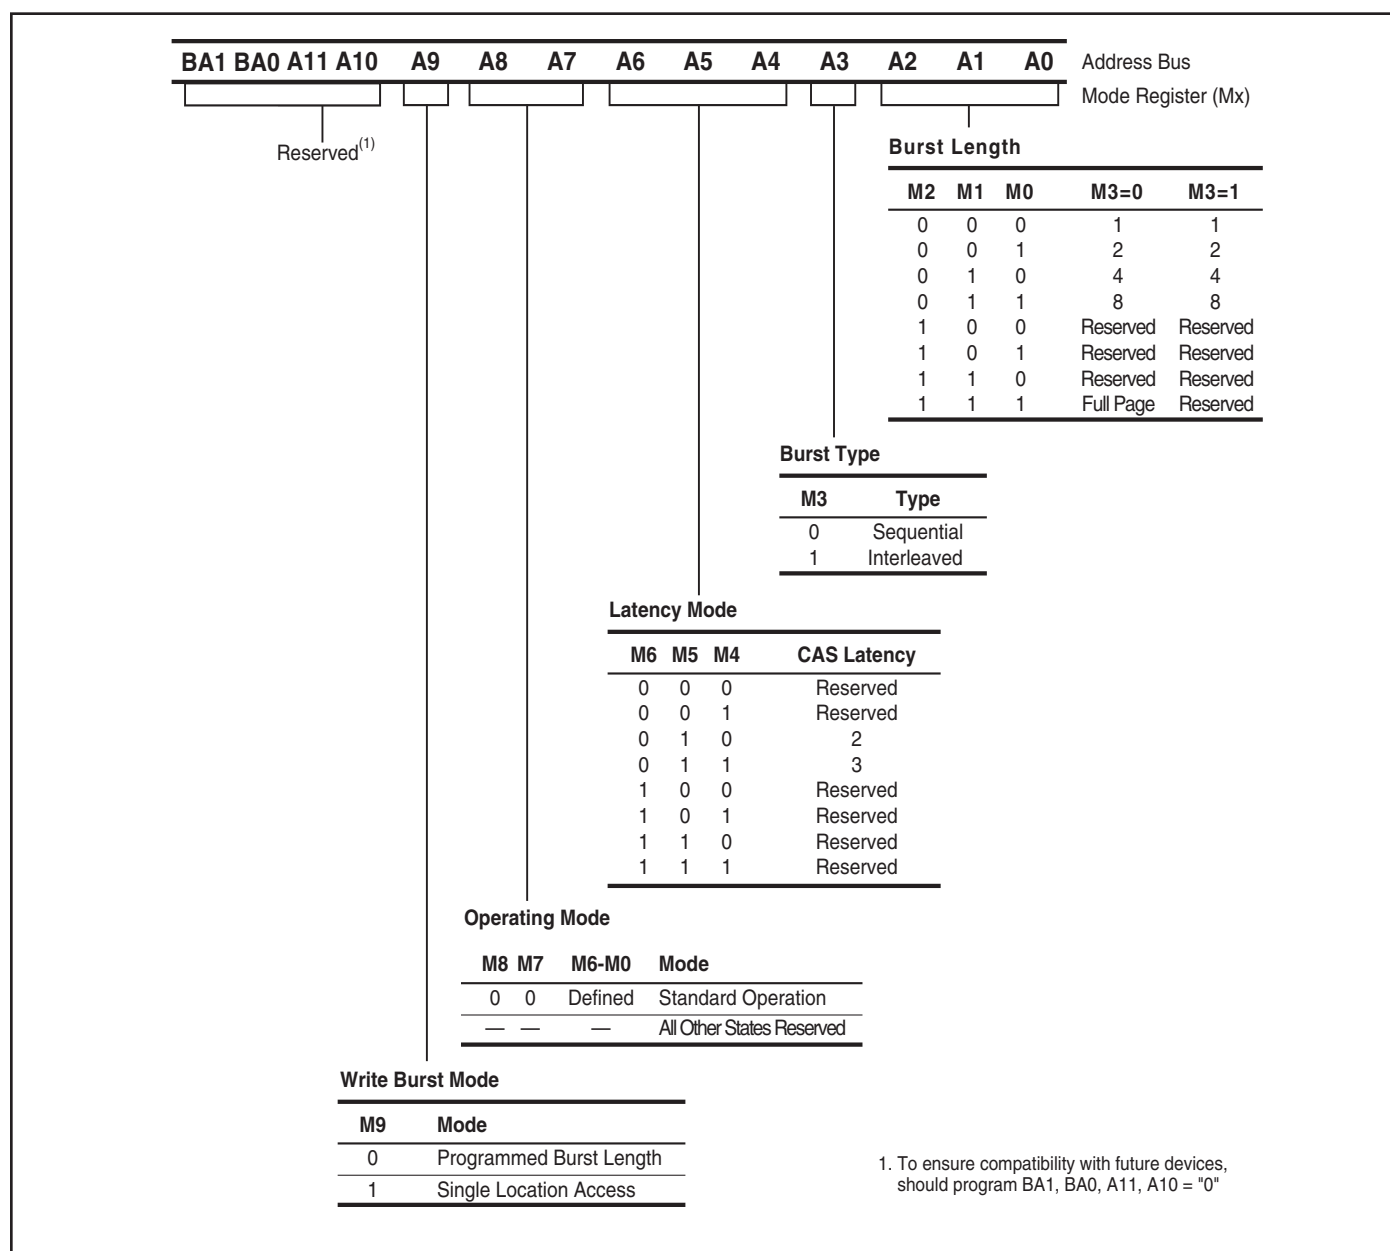 BA1 BA0 A11 A10 A9 A8 A7 A6 A5 A4 A3 A2 A1 A0 Address Bus
Mode Register (Mx)
Reserved(1)
Burst Length
M2 M1 M0 M3=0 M3=1
0 0 0 1 1
0 0 1 2 2
0 1 0 4 4
0 1 1 8 8
1 0 0 Reserved Reserved
1 0 1 Reserved Reserved
1 1 0 Reserved Reserved
1 1 1 Full Page Reserved
Burst Type
M3 Type
0 Sequential
1 Interleaved
Latency Mode
M6 M5 M4 CAS Latency
0 0 0 Reserved
0 0 1 Reserved
0 1 0 2
0 1 1 3
1 0 0 Reserved
1 0 1 Reserved
1 1 0 Reserved
1 1 1 Reserved
Operating Mode
M8 M7 M6-M0 Mode
0 0 Defined Standard Operation
— — — All Other States Reserved
Write Burst Mode
M9 Mode
0 Programmed Burst Length
1 Single Location Access
1. To ensure compatibility with future devices,
should program BA1, BA0, A11, A10 = "0"